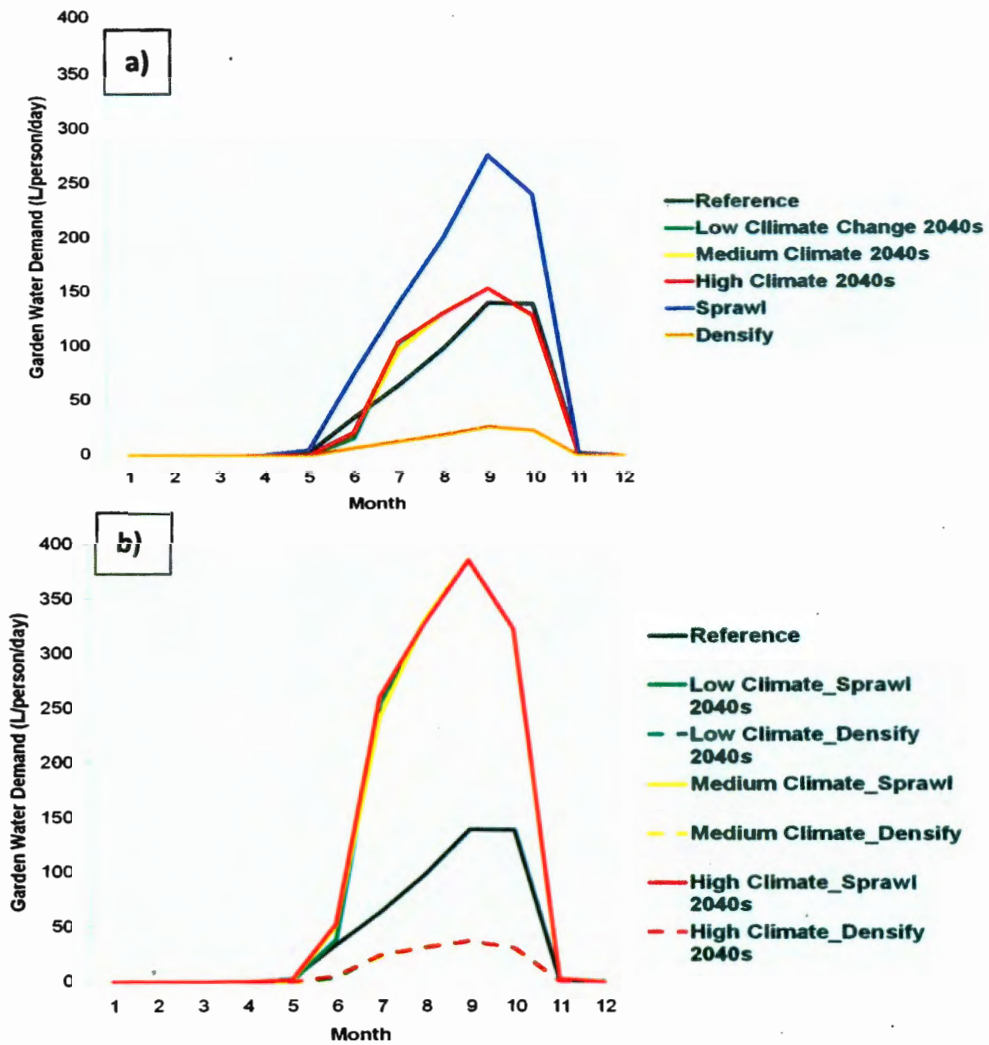 a)
Garden Water Demand (L/person/day)
400
350
300
250
200
150
100
50
0
1 2 3 4 5 6 7 8 9 10 11 12
Month
Reference
Low Cllimate Change 2040s
Medium Climate 2040s
High Climate 2040s
Sprawl
Densify
b)
Garden Water Demand (L/person/day)
400
350
300
250
200
150
100
50
0
1 2 3 4 5 6 7 8 9 10 11 12
Month
Reference
Low Climate_Sprawl
2040s
Low Climate_Densify
2040s
Medium Climate_Sprawl
Medium Climate_Densify
High Climate_Sprawl
2040s
High Climate_Densify
2040s